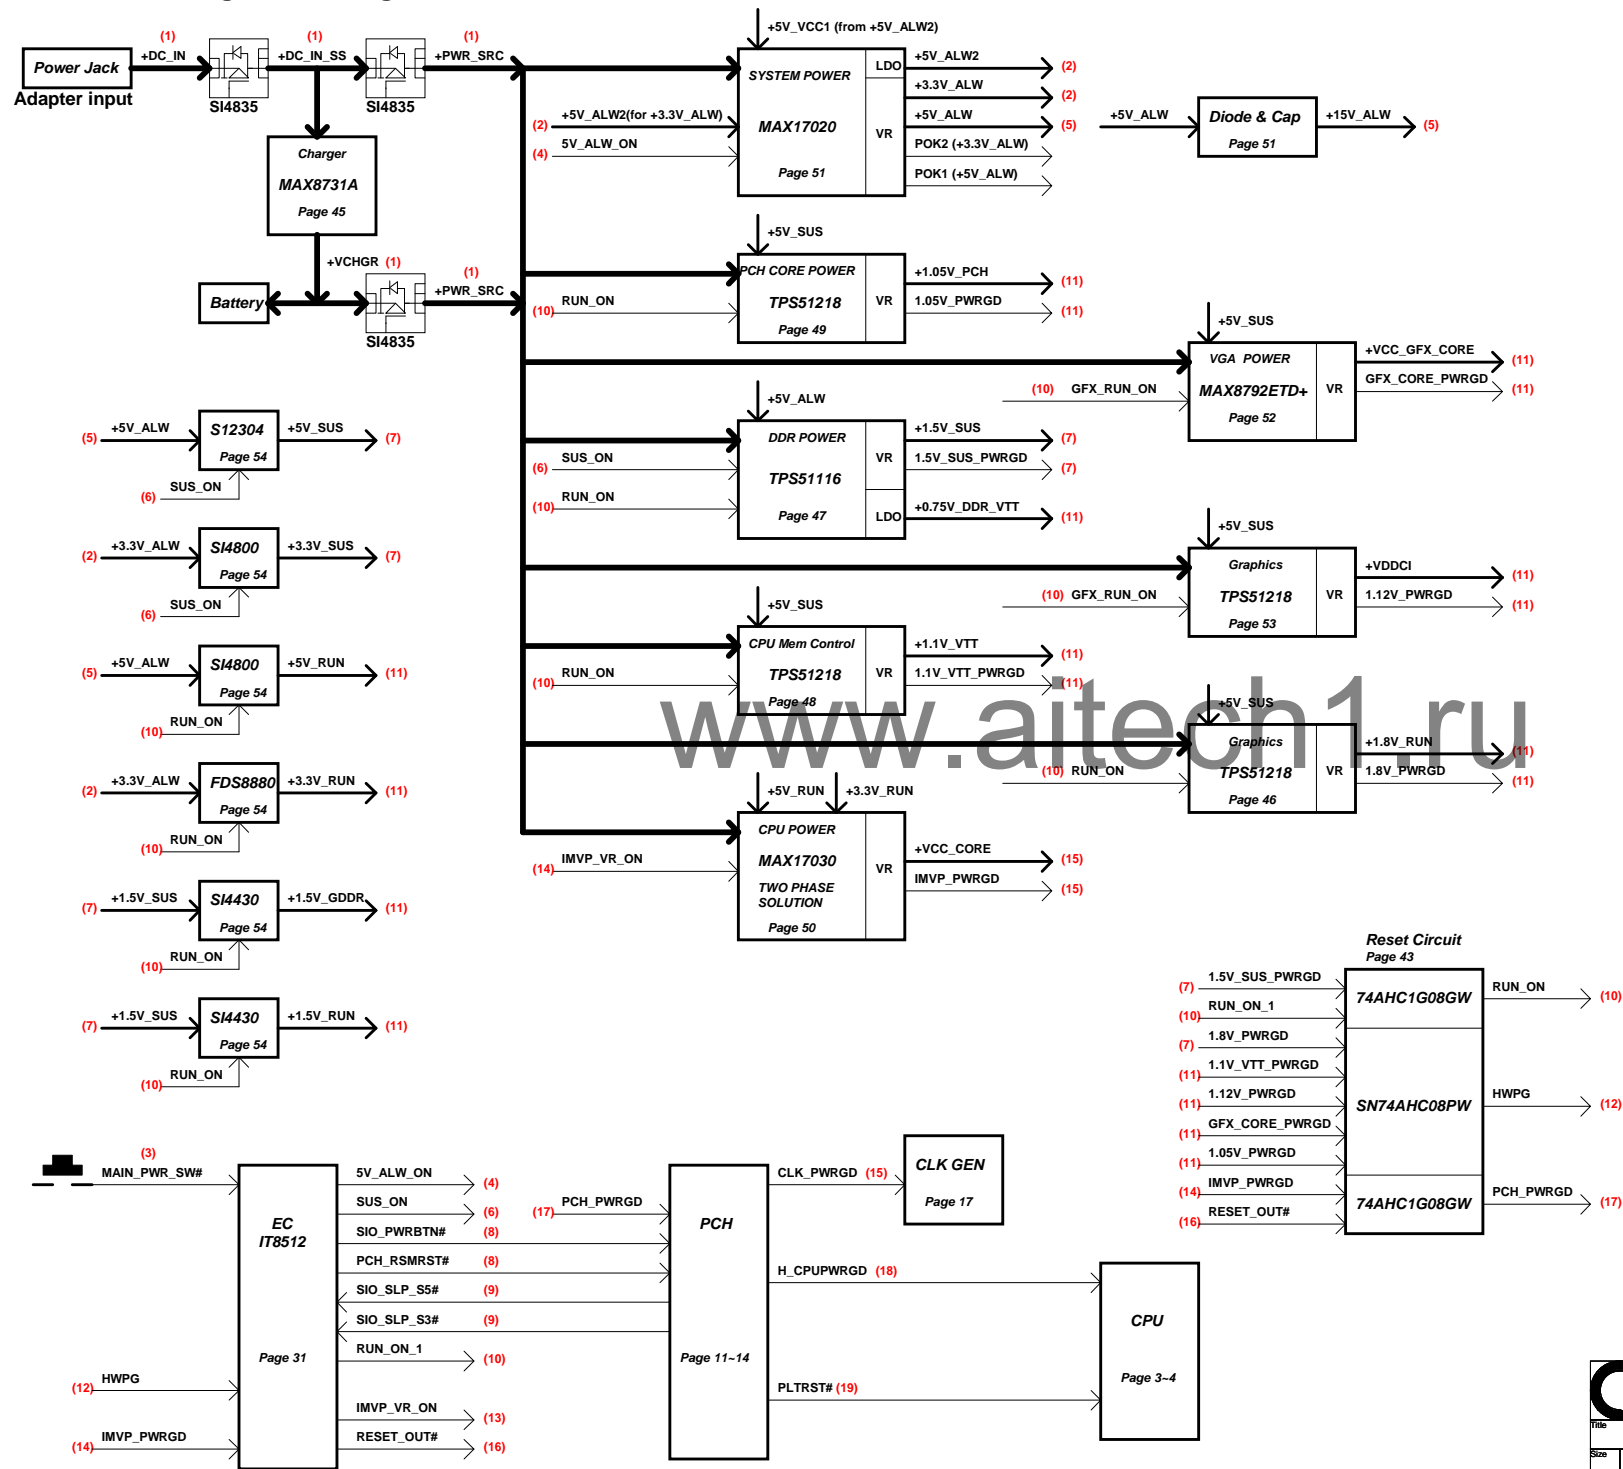 (1)
+DC_IN
(1)
+DC_IN_SS
(1)
+PWR_SRC
Power Jack
Adapter input
SI4835
SI4835
Charger
MAX8731A
Page 45
+VCHGR (1)
(1)
+PWR_SRC
Battery
SI4835
+5V_VCC1 (from +5V_ALW2)
SYSTEM POWER
MAX17020
Page 51
LDO
VR
(2) +5V_ALW2(for +3.3V_ALW)
(4) 5V_ALW_ON
+5V_ALW2 (2)
+3.3V_ALW (2)
+5V_ALW (5)
POK2 (+3.3V_ALW)
POK1 (+5V_ALW)
+5V_ALW
Diode & Cap
Page 51
+15V_ALW (5)
+5V_SUS
PCH CORE POWER
TPS51218
Page 49
VR
(10) RUN_ON
+1.05V_PCH (11)
1.05V_PWRGD (11)
+5V_SUS
VGA POWER
MAX8792ETD+
Page 52
VR
(10) GFX_RUN_ON
+VCC_GFX_CORE (11)
GFX_CORE_PWRGD (11)
+5V_ALW
DDR POWER
TPS51116
Page 47
VR
LDO
(6) SUS_ON
(10) RUN_ON
+1.5V_SUS (7)
1.5V_SUS_PWRGD (7)
+0.75V_DDR_VTT (11)
+5V_SUS
Graphics
TPS51218
Page 53
VR
(10) GFX_RUN_ON
+VDDCI (11)
1.12V_PWRGD (11)
+5V_SUS
CPU Mem Control
TPS51218
Page 48
VR
(10) RUN_ON
+1.1V_VTT (11)
1.1V_VTT_PWRGD (11)
+5V_SUS
Graphics
TPS51218
Page 46
VR
(10) RUN_ON
+1.8V_RUN (11)
1.8V_PWRGD (11)
www.aitech1.ru
+5V_RUN +3.3V_RUN
CPU POWER
MAX17030
TWO PHASE
SOLUTION
Page 50
VR
(14) IMVP_VR_ON
+VCC_CORE (15)
IMVP_PWRGD (15)
(5) +5V_ALW
S12304
Page 54
+5V_SUS (7)
(6) SUS_ON
(2) +3.3V_ALW
SI4800
Page 54
+3.3V_SUS (7)
(6) SUS_ON
(5) +5V_ALW
SI4800
Page 54
+5V_RUN (11)
(10) RUN_ON
(2) +3.3V_ALW
FDS8880
Page 54
+3.3V_RUN (11)
(10) RUN_ON
(7) +1.5V_SUS
SI4430
Page 54
+1.5V_GDDR (11)
(10) RUN_ON
(7) +1.5V_SUS
SI4430
Page 54
+1.5V_RUN (11)
(10) RUN_ON
Reset Circuit
Page 43
(7) 1.5V_SUS_PWRGD
(10) RUN_ON_1
(7) 1.8V_PWRGD
(11) 1.1V_VTT_PWRGD
(11) 1.12V_PWRGD
(11) GFX_CORE_PWRGD
(11) 1.05V_PWRGD
(14) IMVP_PWRGD
(16) RESET_OUT#
74AHC1G08GW
SN74AHC08PW
74AHC1G08GW
RUN_ON (10)
HWPG (12)
PCH_PWRGD (17)
(3)
MAIN_PWR_SW#
(12) HWPG
(14) IMVP_PWRGD
EC
IT8512
Page 31
5V_ALW_ON (4)
SUS_ON (6)
SIO_PWRBTN# (8)
PCH_RSMRST# (8)
SIO_SLP_S5# (9)
SIO_SLP_S3# (9)
RUN_ON_1 (10)
IMVP_VR_ON (13)
RESET_OUT# (16)
(17) PCH_PWRGD
PCH
Page 11~14
CLK_PWRGD (15)
CLK GEN
Page 17
H_CPUPWRGD (18)
PLTRST# (19)
CPU
Page 3~4
Title
Size